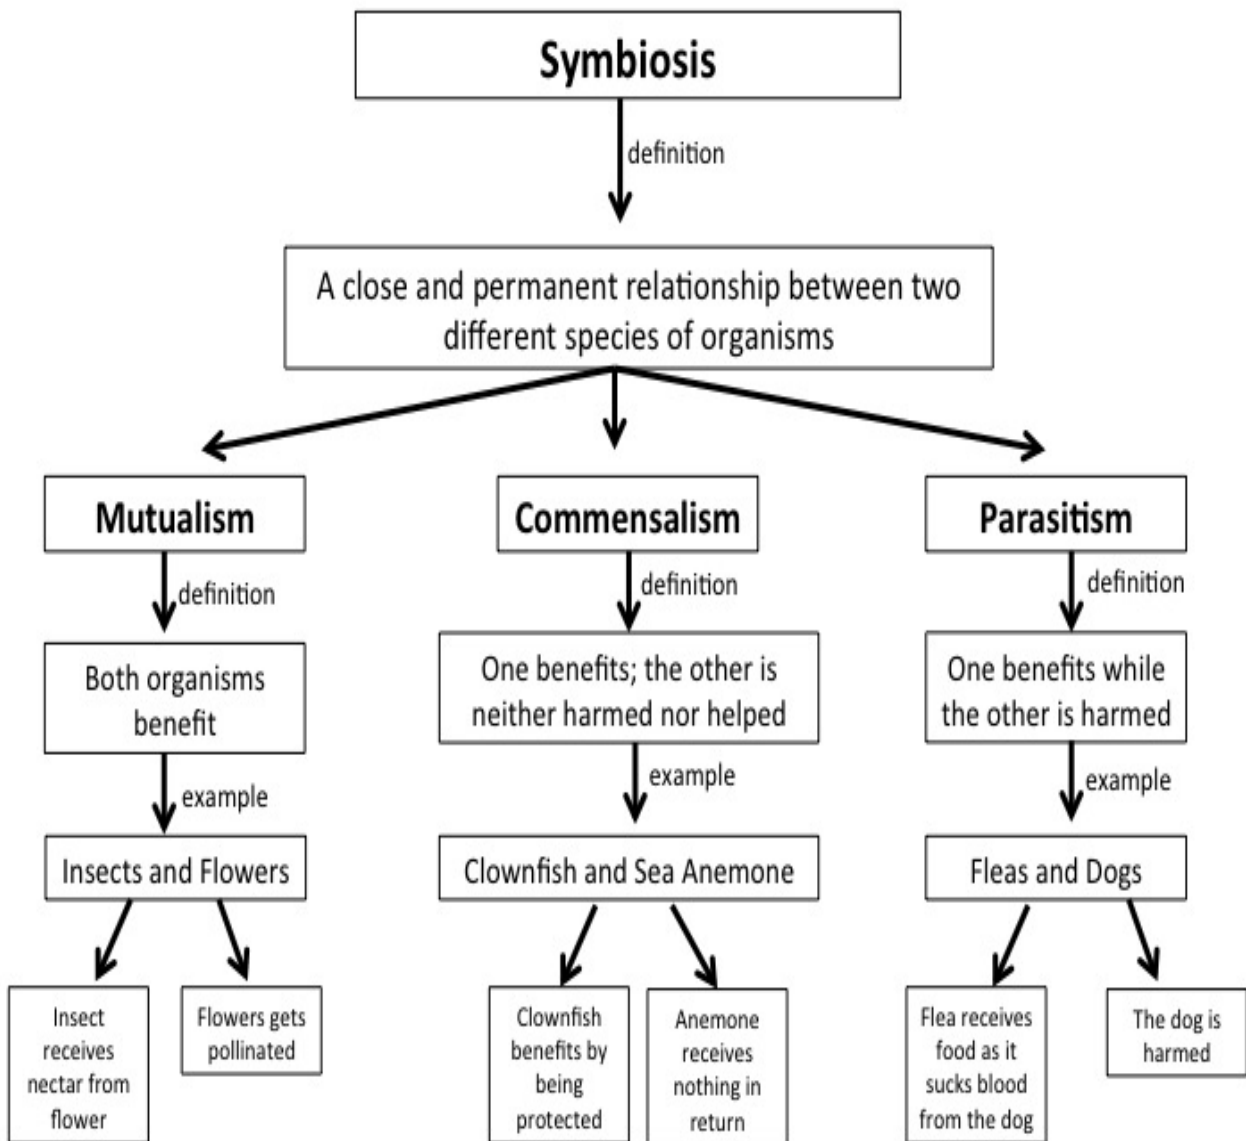 Symbiosis
definition
A close and permanent relationship between two
different species of organisms
Mutualism
definition
Both organisms
benefit
example
Insects and Flowers
Insect
receives
nectar from
flower
Flowers gets
pollinated
Commensalism
definition
One benefits; the other is
neither harmed nor helped
example
Clownfish and Sea Anemone
Clownfish
benefits by
being
protected
Anemone
receives
nothing in
return
Parasitism
definition
One benefits while
the other is harmed
example
Fleas and Dogs
Flea receives
food as it
sucks blood
from the dog
The dog is
harmed